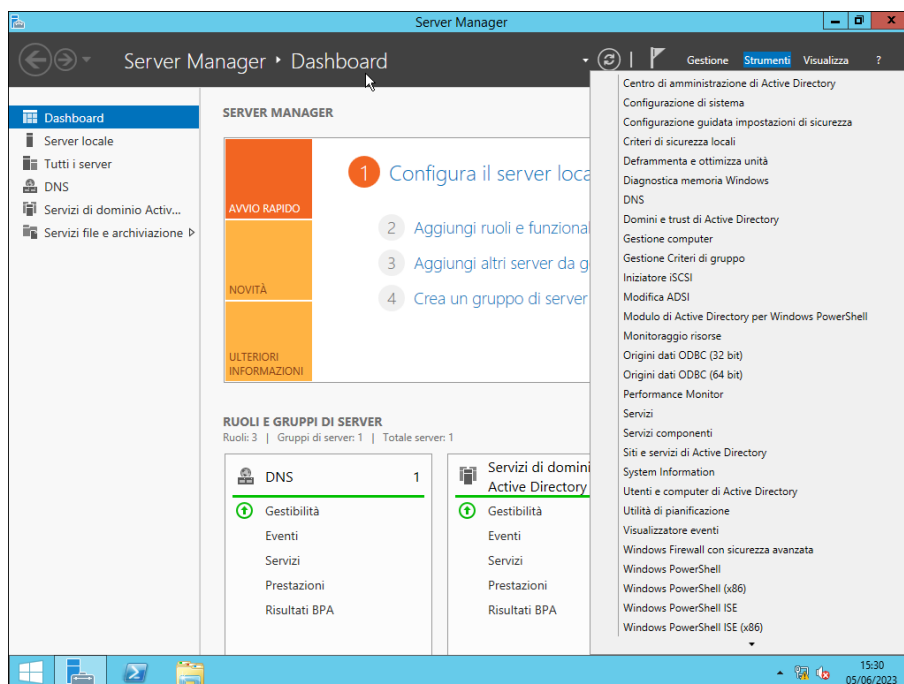 Server Manager
Server Manager ‣ Dashboard
Gestione Strumenti Visualizza ?
Dashboard
Server locale
Tutti i server
DNS
Servizi di dominio Activ...
Servizi file e archiviazione
SERVER MANAGER
AVVIO RAPIDO
NOVITÀ
ULTERIORI
INFORMAZIONI
1 Configura il server loca
2 Aggiungi ruoli e funzional
3 Aggiungi altri server da g
4 Crea un gruppo di server
RUOLI E GRUPPI DI SERVER
Ruoli: 3 | Gruppi di server: 1 | Totale server: 1
DNS 1
Gestibilità
Eventi
Servizi
Prestazioni
Risultati BPA
Servizi di domini
Active Directory
Gestibilità
Eventi
Servizi
Prestazioni
Risultati BPA
Centro di amministrazione di Active Directory
Configurazione di sistema
Configurazione guidata impostazioni di sicurezza
Criteri di sicurezza locali
Deframmenta e ottimizza unità
Diagnostica memoria Windows
DNS
Domini e trust di Active Directory
Gestione computer
Gestione Criteri di gruppo
Iniziatore iSCSI
Modifica ADSI
Modulo di Active Directory per Windows PowerShell
Monitoraggio risorse
Origini dati ODBC (32 bit)
Origini dati ODBC (64 bit)
Performance Monitor
Servizi
Servizi componenti
Siti e servizi di Active Directory
System Information
Utenti e computer di Active Directory
Utilità di pianificazione
Visualizzatore eventi
Windows Firewall con sicurezza avanzata
Windows PowerShell
Windows PowerShell (x86)
Windows PowerShell ISE
Windows PowerShell ISE (x86)
15:30
05/06/2023